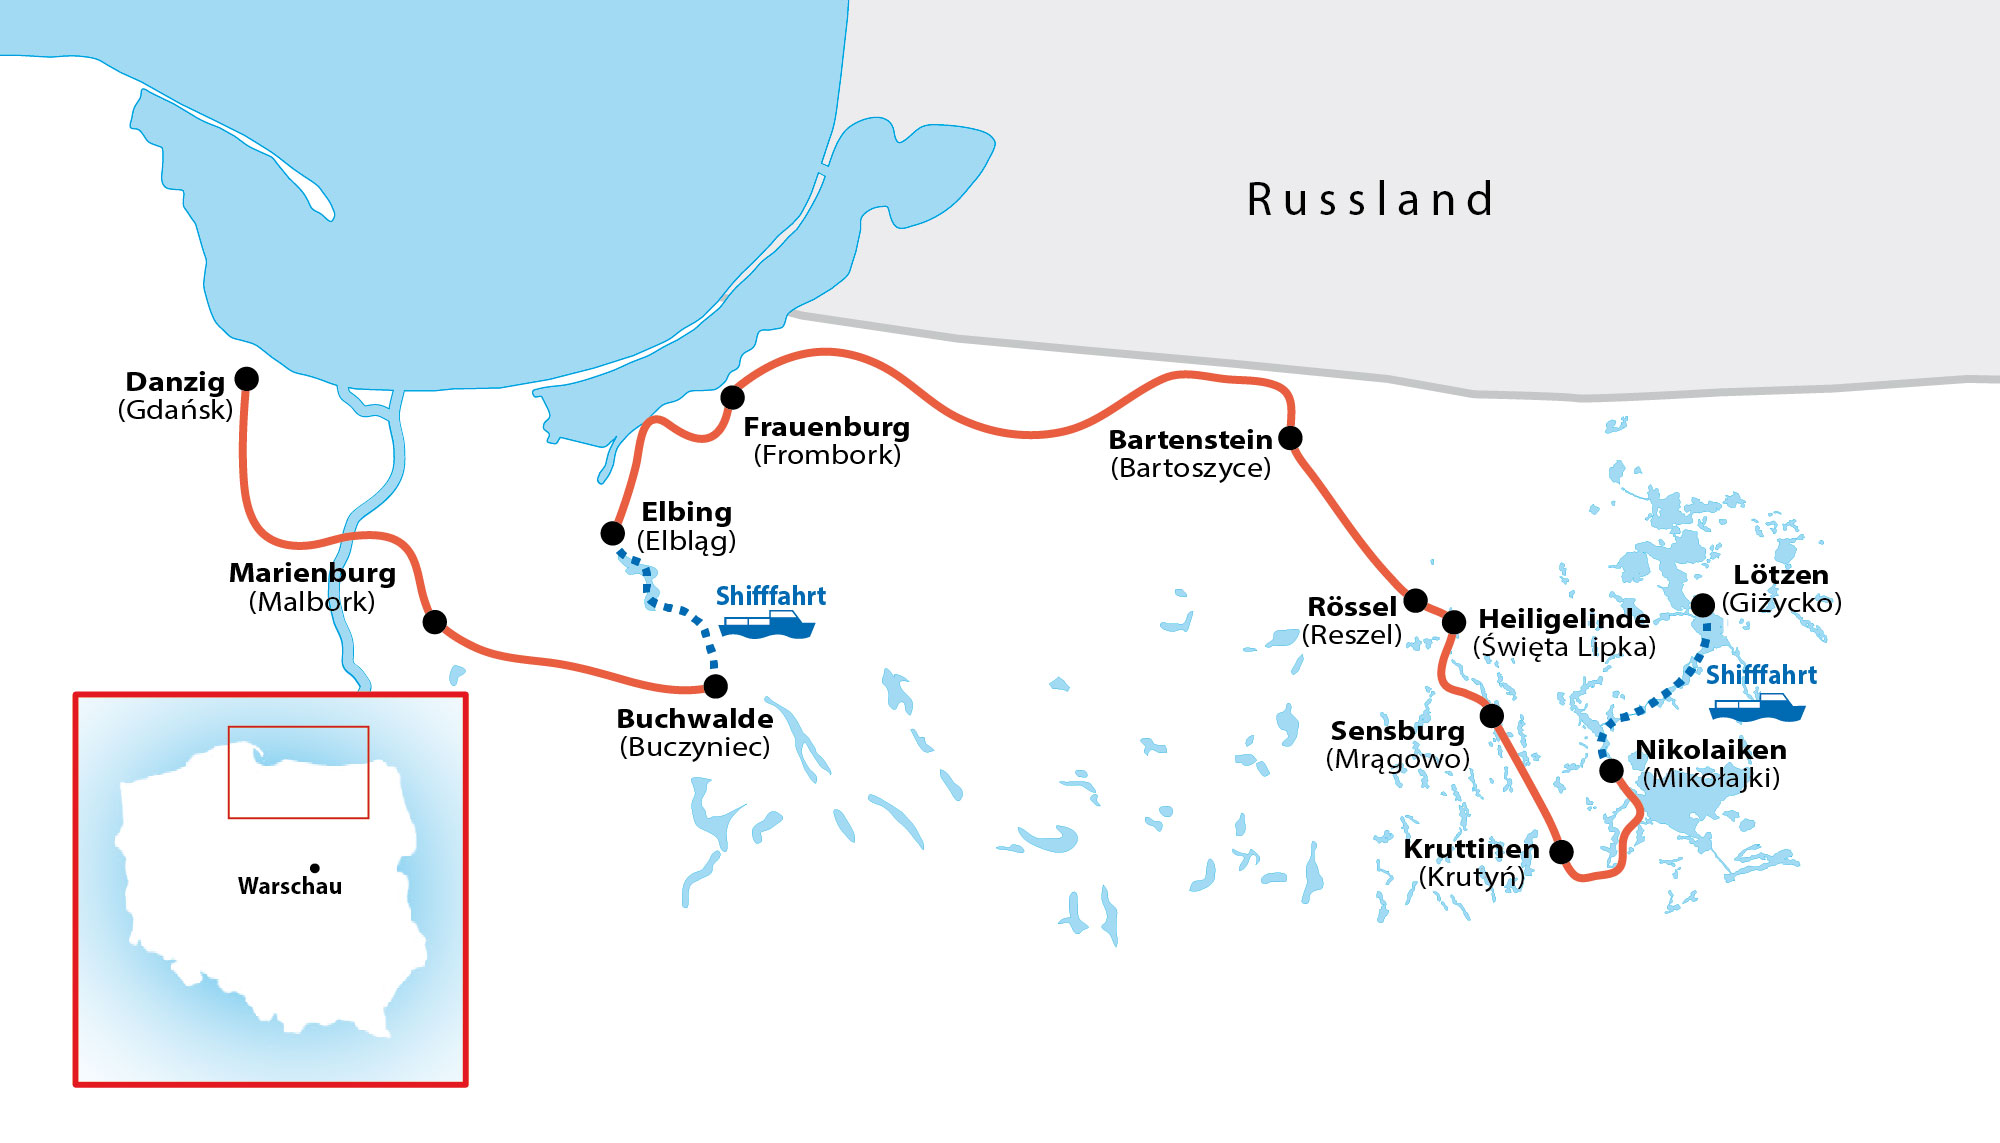 Russland
Danzig
(Gdańsk)
Frauenburg
(Frombork)
Bartenstein
(Bartoszyce)
Elbing
(Elbląg)
Marienburg
(Malbork)
Shifffahrt
Lötzen
(Giżycko)
Rössel
(Reszel)
Heiligelinde
(Święta Lipka)
Shifffahrt
Buchwalde
(Buczyniec)
Sensburg
(Mrągowo)
Nikolaiken
(Mikołajki)
Kruttinen
(Krutyń)
Warschau